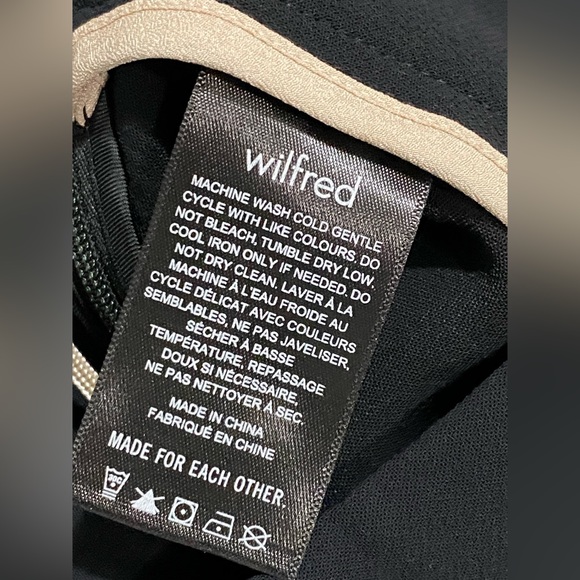 wilfred
MACHINE WASH COLD GENTLE
CYCLE WITH LIKE COLOURS. DO
NOT BLEACH, TUMBLE DRY LOW.
COOL IRON ONLY IF NEEDED. DO
NOT DRY CLEAN. LAVER À LA
MACHINE À L'EAU FROIDE AU
CYCLE DÉLICAT AVEC COULEURS
SEMBLABLES, NE PAS JAVELISER,
SÉCHER À BASSE
TEMPÉRATURE, REPASSAGE
DOUX SI NÉCESSAIRE,
NE PAS NETTOYER À SEC.
MADE IN CHINA
FABRIQUÉ EN CHINE
MADE FOR EACH OTHER.